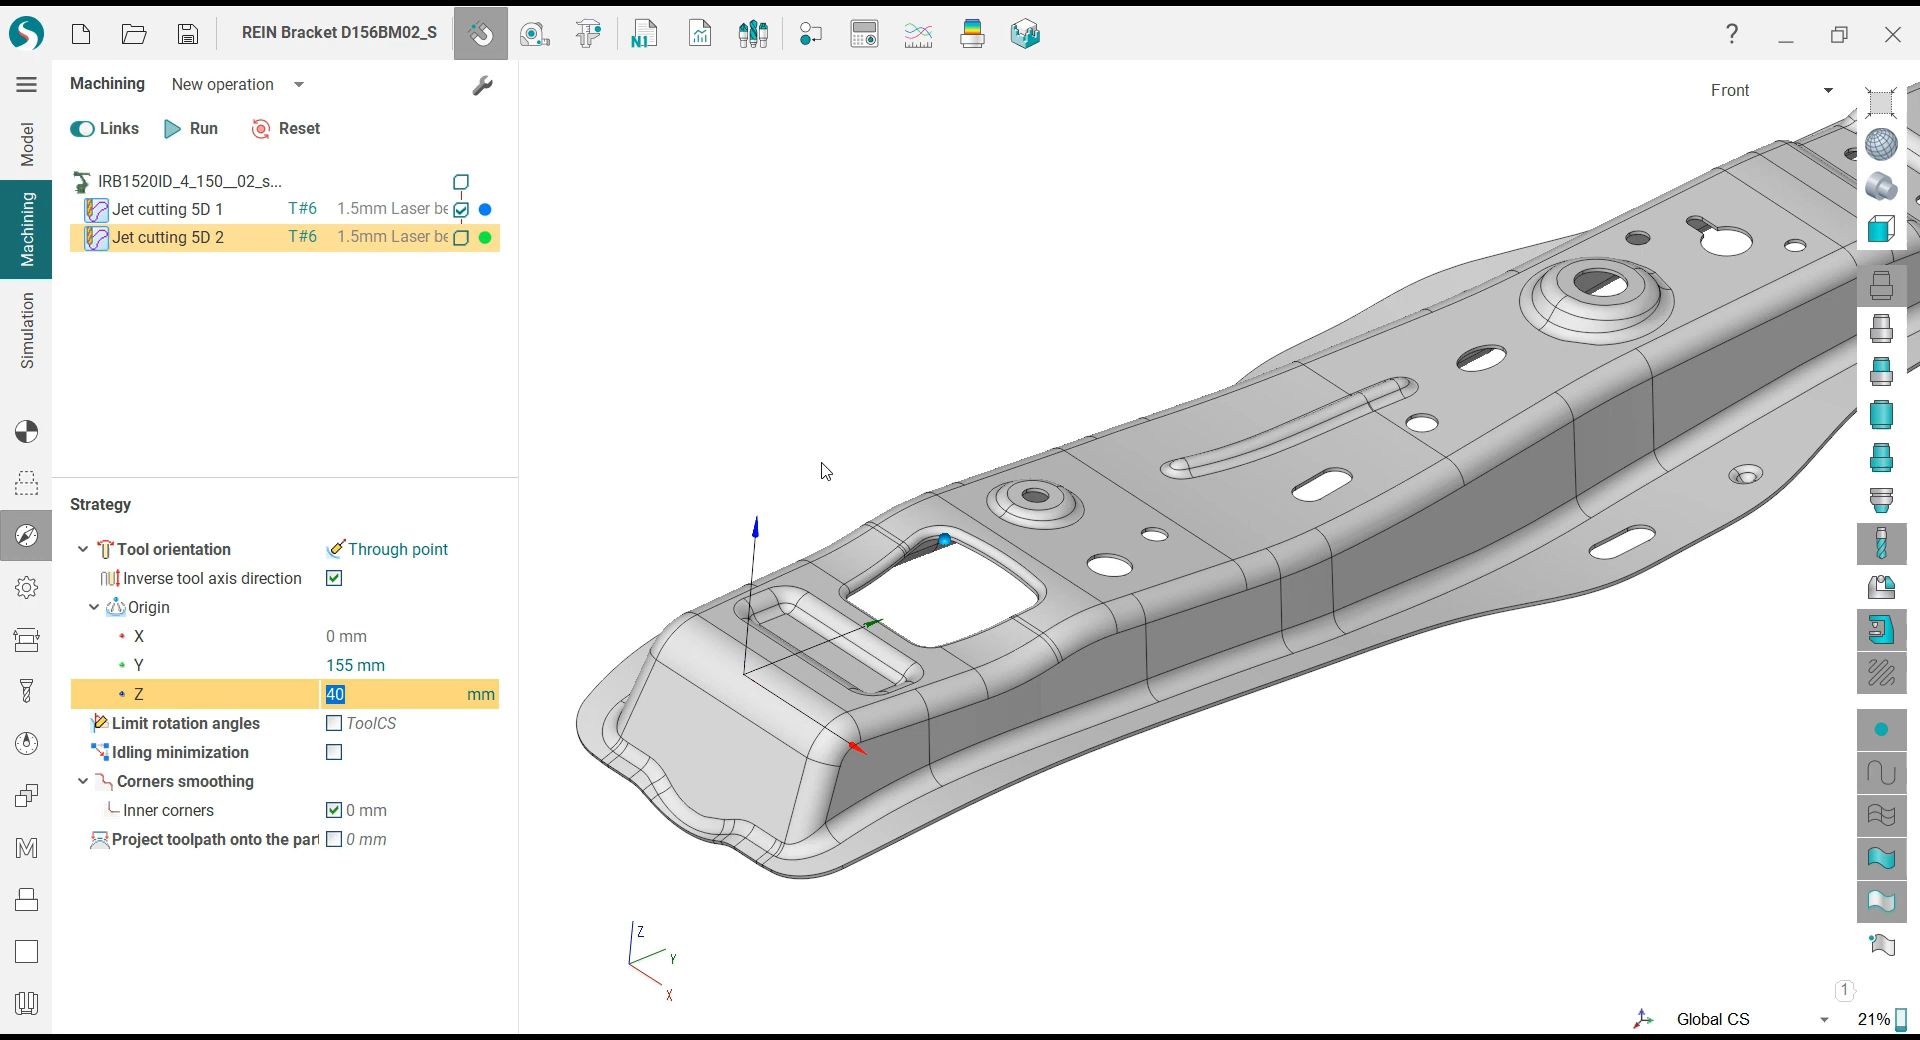 REIN Bracket D156BM02_S
N1
?
Machining
New operation
Links
Run
Reset
Model
Machining
Simulation
IRB1520ID_4_150__02_s...
Jet cutting 5D 1
T#6
1.5mm Laser be
Jet cutting 5D 2
T#6
1.5mm Laser be
Strategy
Tool orientation
Through point
Inverse tool axis direction
Origin
X
0 mm
Y
155 mm
Z
40
mm
Limit rotation angles
ToolCS
Idling minimization
Corners smoothing
Inner corners
0 mm
Project toolpath onto the part
0 mm
Front
Z
Y
X
1
Global CS
21%